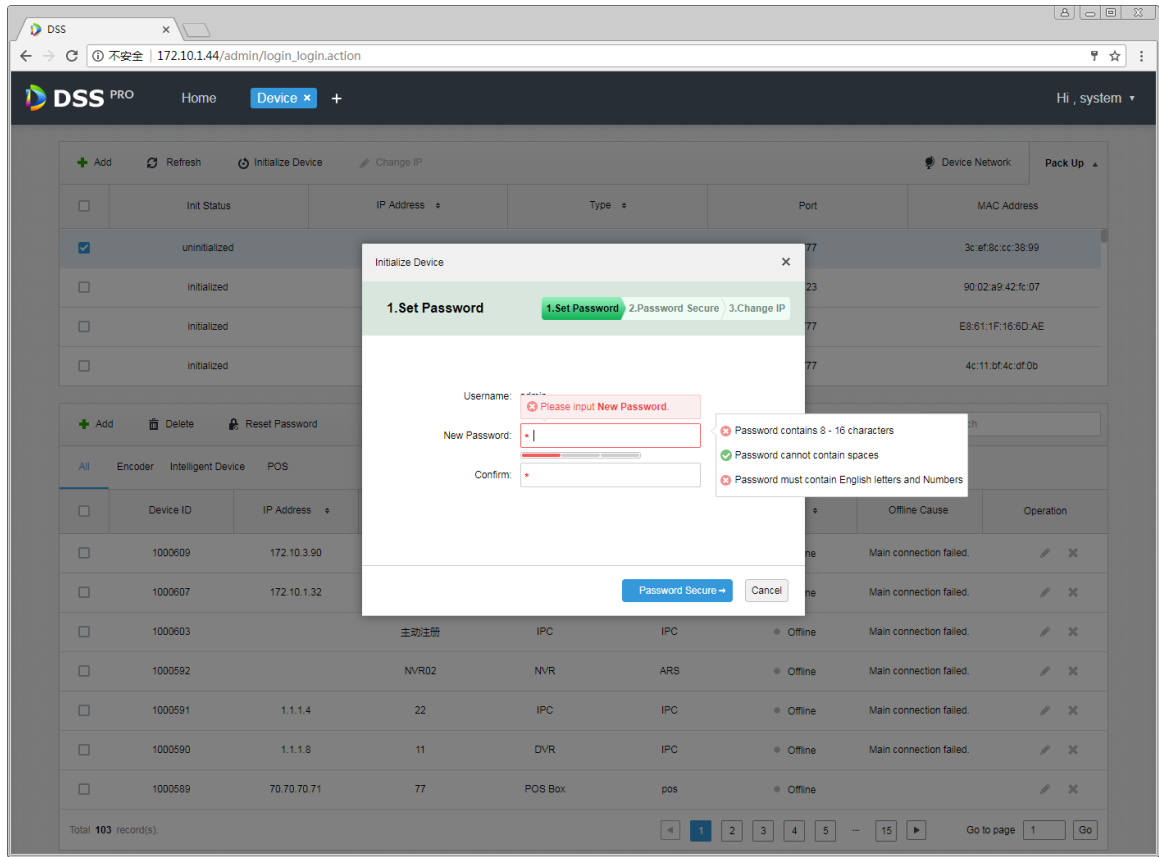 DSS
不安全 | 172.10.1.44/admin/login_login.action
DSS PRO Home Device × + Hi , system
Add Refresh Initialize Device Change IP Device Network Pack Up
Init Status IP Address Type Port MAC Address
uninitialized 77 3c:ef:8c:cc:38:99
initialized 23 90:02:a9:42:fc:07
initialized 77 E8:61:1F:16:6D:AE
initialized 77 4c:11:bf:4c:df:0b
Initialize Device
1.Set Password 1.Set Password 2.Password Secure 3.Change IP
Username:
Please input New Password.
New Password: *
Confirm: *
Password contains 8 - 16 characters
Password cannot contain spaces
Password must contain English letters and Numbers
Password Secure Cancel
Add Delete Reset Password
All Encoder Intelligent Device POS
Device ID IP Address Offline Cause Operation
1000609 172.10.3.90 Main connection failed.
1000607 172.10.1.32 Main connection failed.
1000603 主动注册 IPC IPC Offline Main connection failed.
1000592 NVR02 NVR ARS Offline Main connection failed.
1000591 1.1.1.4 22 IPC IPC Offline Main connection failed.
1000590 1.1.1.8 11 DVR IPC Offline Main connection failed.
1000589 70.70.70.71 77 POS Box pos Offline
Total 103 record(s). 1 2 3 4 5 ... 15 Go to page 1 Go